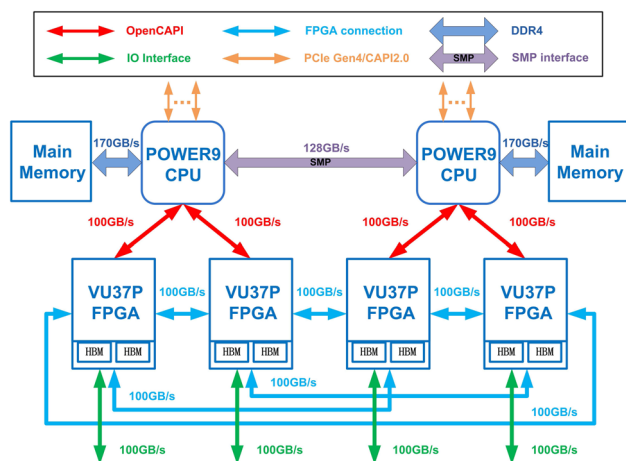 OpenCAPI
FPGA connection
DDR4
IO Interface
PCIe Gen4/CAPI2.0
SMP
SMP interface
Main
Memory
170GB/s
POWER9
CPU
128GB/s
SMP
POWER9
CPU
170GB/s
Main
Memory
100GB/s
100GB/s
100GB/s
100GB/s
VU37P
FPGA
HBM
HBM
100GB/s
VU37P
FPGA
HBM
HBM
100GB/s
VU37P
FPGA
HBM
HBM
100GB/s
VU37P
FPGA
HBM
HBM
100GB/s
100GB/s
100GB/s
100GB/s
100GB/s
100GB/s
100GB/s